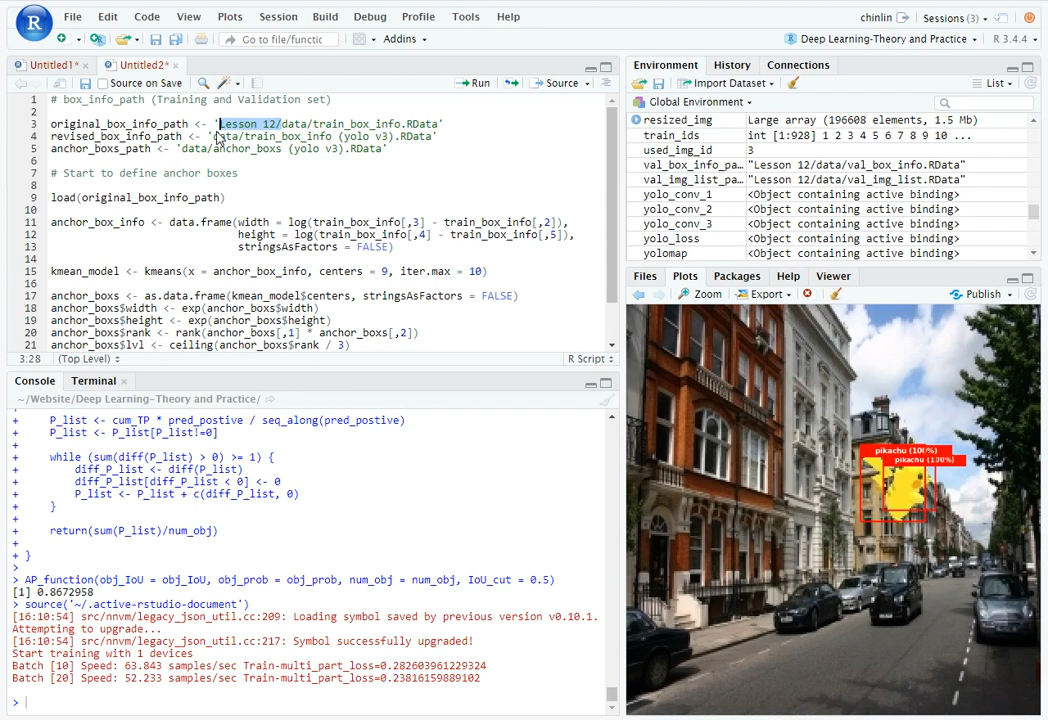 R
File Edit Code View Plots Session Build Debug Profile Tools Help
chinlin Sessions (3)
Go to file/functic Addins
Deep Learning-Theory and Practice R 3.4.4
Untitled1* Untitled2*
Source on Save Run Source
1 # box_info_path (Training and Validation set)
2
3 original_box_info_path <- 'Lesson 12/data/train_box_info.RData'
4 revised_box_info_path <- 'data/train_box_info (yolo v3).RData'
5 anchor_boxs_path <- 'data/anchor_boxs (yolo v3).RData'
6
7 # Start to define anchor boxes
8
9 load(original_box_info_path)
10
11 anchor_box_info <- data.frame(width = log(train_box_info[,3] - train_box_info[,2]),
12 height = log(train_box_info[,4] - train_box_info[,5]),
13 stringsAsFactors = FALSE)
14
15 kmean_model <- kmeans(x = anchor_box_info, centers = 9, iter.max = 10)
16
17 anchor_boxs <- as.data.frame(kmean_model$centers, stringsAsFactors = FALSE)
18 anchor_boxs$width <- exp(anchor_boxs$width)
19 anchor_boxs$height <- exp(anchor_boxs$height)
20 anchor_boxs$rank <- rank(anchor_boxs[,1] * anchor_boxs[,2])
21 anchor_boxs$lvl <- ceiling(anchor_boxs$rank / 3)
3:28 (Top Level) R Script
Console Terminal
~/Website/Deep Learning-Theory and Practice/
+ P_list <- cum_TP * pred_postive / seq_along(pred_postive)
+ P_list <- P_list[P_list!=0]
+
+ while (sum(diff(P_list) > 0) >= 1) {
+ diff_P_list <- diff(P_list)
+ diff_P_list[diff_P_list < 0] <- 0
+ P_list <- P_list + c(diff_P_list, 0)
+ }
+
+ return(sum(P_list)/num_obj)
+
+ }
>
> AP_function(obj_IoU = obj_IoU, obj_prob = obj_prob, num_obj = num_obj, IoU_cut = 0.5)
[1] 0.8672958
> source('~/.active-rstudio-document')
[16:10:54] src/nnvm/legacy_json_util.cc:209: Loading symbol saved by previous version v0.10.1.
Attempting to upgrade...
[16:10:54] src/nnvm/legacy_json_util.cc:217: Symbol successfully upgraded!
Start training with 1 devices
Batch [10] Speed: 63.843 samples/sec Train-multi_part_loss=0.282603961229324
Batch [20] Speed: 52.233 samples/sec Train-multi_part_loss=0.23816159889102
>
Environment History Connections
Import Dataset List
Global Environment
resized_img Large array (196608 elements, 1.5 Mb)
train_ids int [1:928] 1 2 3 4 5 6 7 8 9 10 ...
used_img_id 3
val_box_info_pa… "Lesson 12/data/val_box_info.RData"
val_img_list_pa… "Lesson 12/data/val_img_list.RData"
yolo_conv_1 <Object containing active binding>
yolo_conv_2 <Object containing active binding>
yolo_conv_3 <Object containing active binding>
yolo_loss <Object containing active binding>
yolomap <Object containing active binding>
Files Plots Packages Help Viewer
Zoom Export Publish
pikachu (100%)
pikachu (100%)